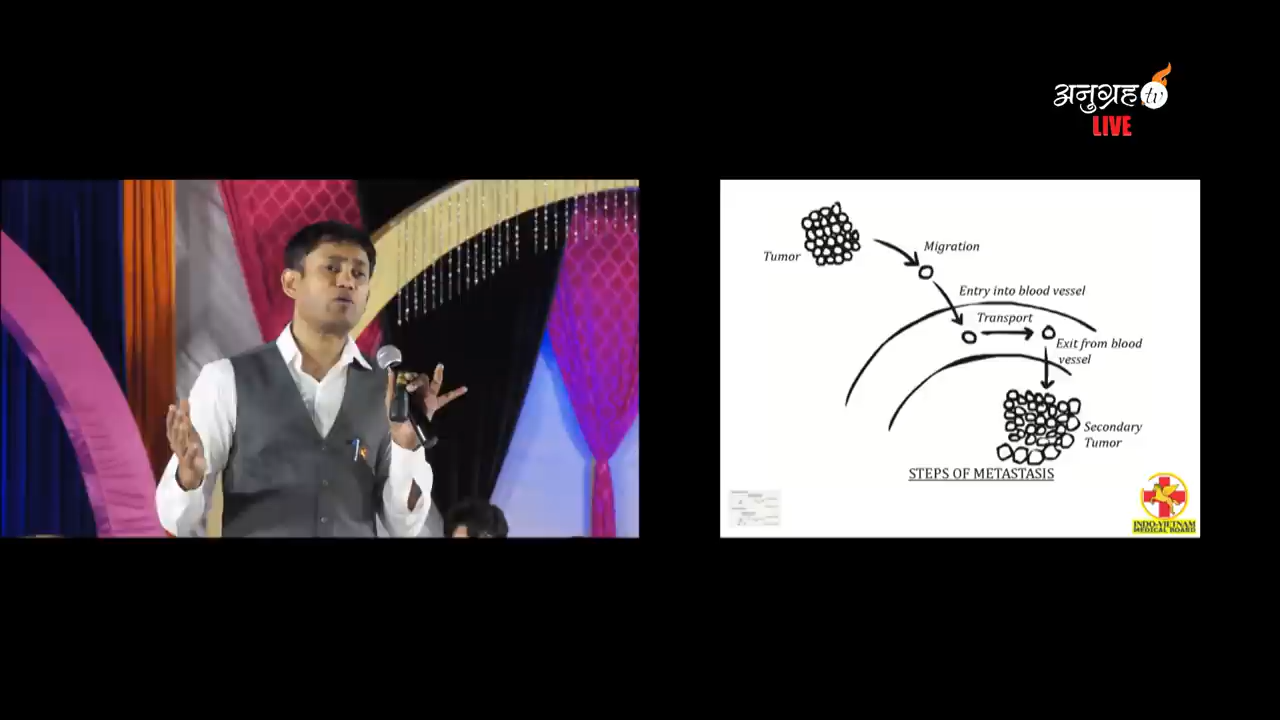 अनुग्रह tv
LIVE
Tumor
Migration
Entry into blood vessel
Transport
Exit from blood
vessel
Secondary
Tumor
STEPS OF METASTASIS
INDO-VIETNAM
MEDICAL BOARD